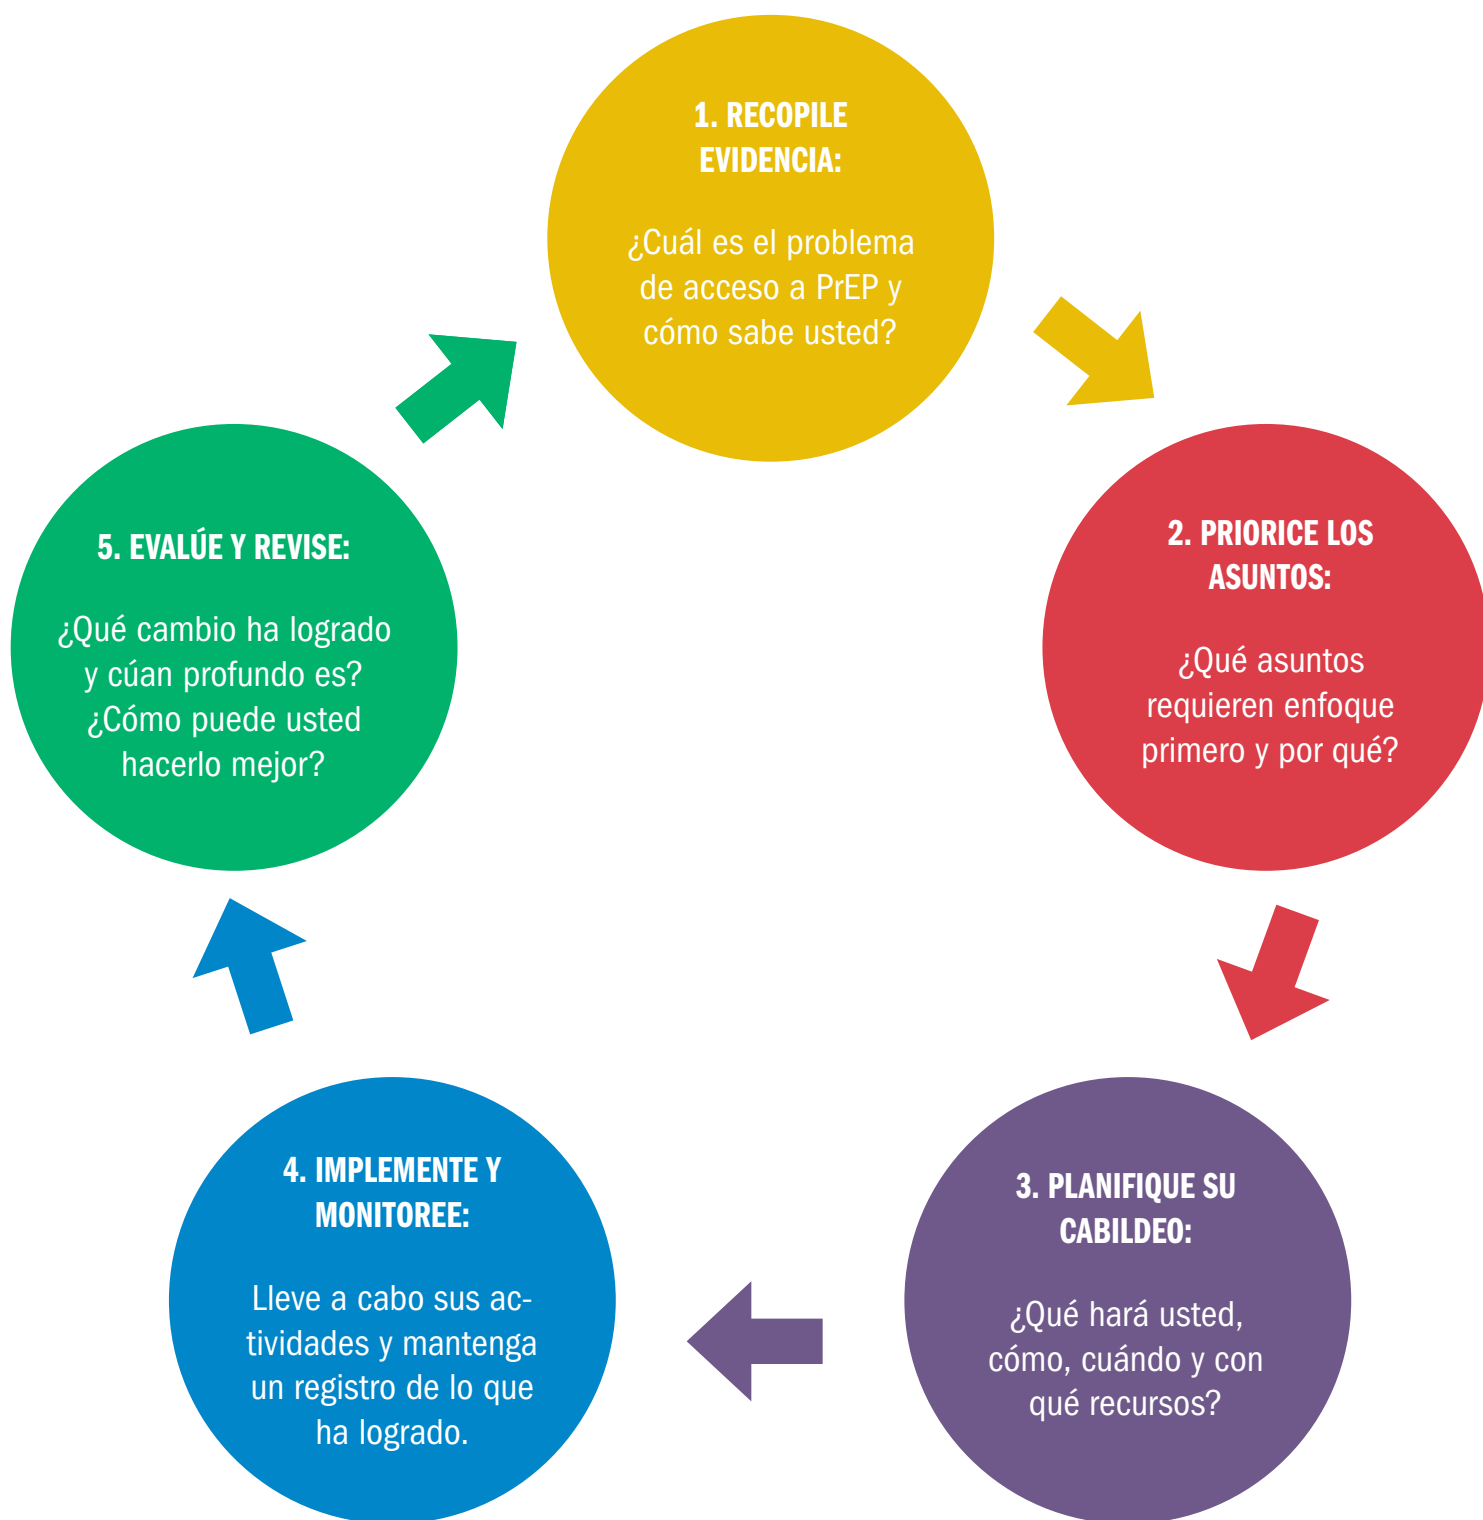 1. RECOPILE
EVIDENCIA:
¿Cuál es el problema
de acceso a PrEP y
cómo sabe usted?
2. PRIORICE LOS
ASUNTOS:
¿Qué asuntos
requieren enfoque
primero y por qué?
3. PLANIFIQUE SU
CABILDEO:
¿Qué hará usted,
cómo, cuándo y con
qué recursos?
4. IMPLEMENTE Y
MONITOREE:
Lleve a cabo sus ac-
tividades y mantenga
un registro de lo que
ha logrado.
5. EVALÚE Y REVISE:
¿Qué cambio ha logrado
y cúan profundo es?
¿Cómo puede usted
hacerlo mejor?